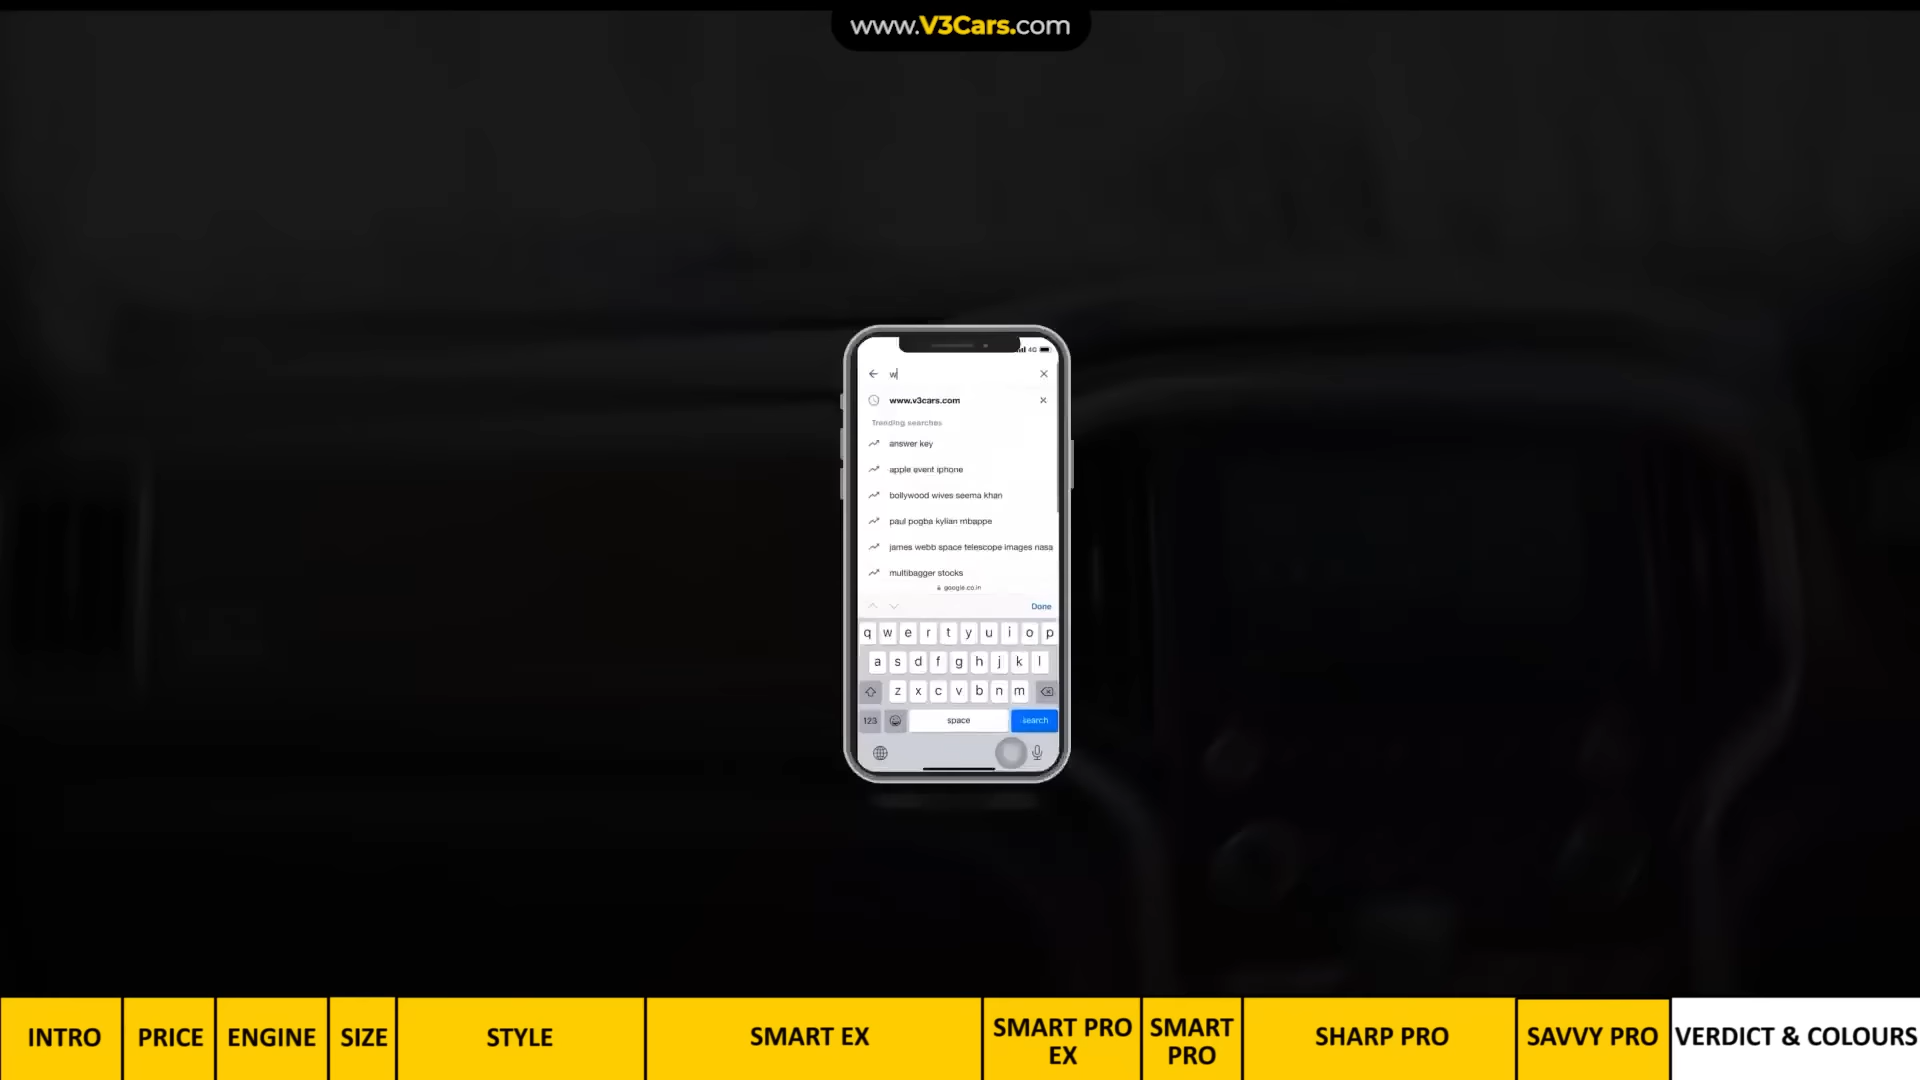 www.V3Cars.com
4G
w
www.v3cars.com
Trending searches
answer key
apple event iphone
bollywood wives seema khan
paul pogba kylian mbappe
james webb space telescope images nasa
multibagger stocks
google.co.in
Done
q w e r t y u i o p
a s d f g h j k l
z x c v b n m
123 space search
INTRO PRICE ENGINE SIZE STYLE SMART EX SMART PRO EX SMART PRO SHARP PRO SAVVY PRO VERDICT & COLOURS